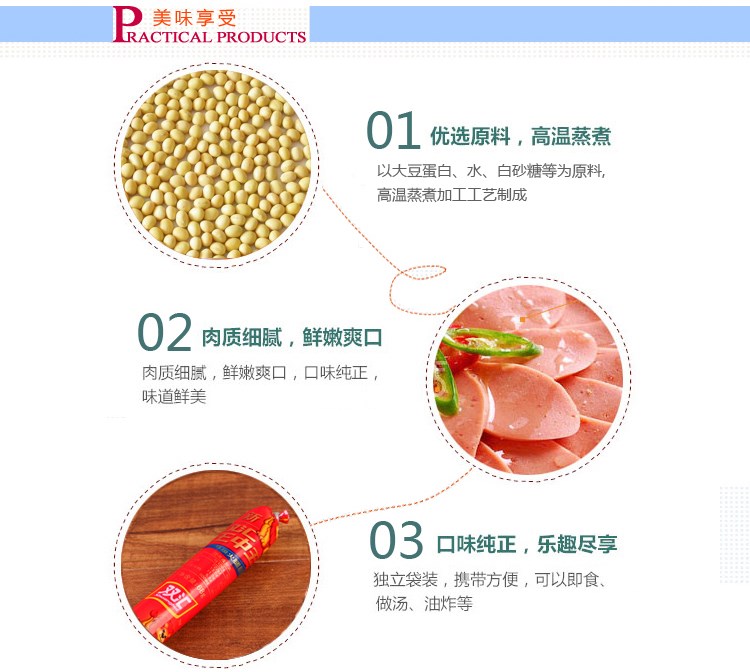 美味享受
PRACTICAL PRODUCTS
01 优选原料，高温蒸煮
以大豆蛋白、水、白砂糖等为原料,
高温蒸煮加工工艺制成
02 肉质细腻，鲜嫩爽口
肉质细腻，鲜嫩爽口，口味纯正，
味道鲜美
03 口味纯正，乐趣尽享
独立袋装，携带方便，可以即食、
做汤、油炸等
双汇